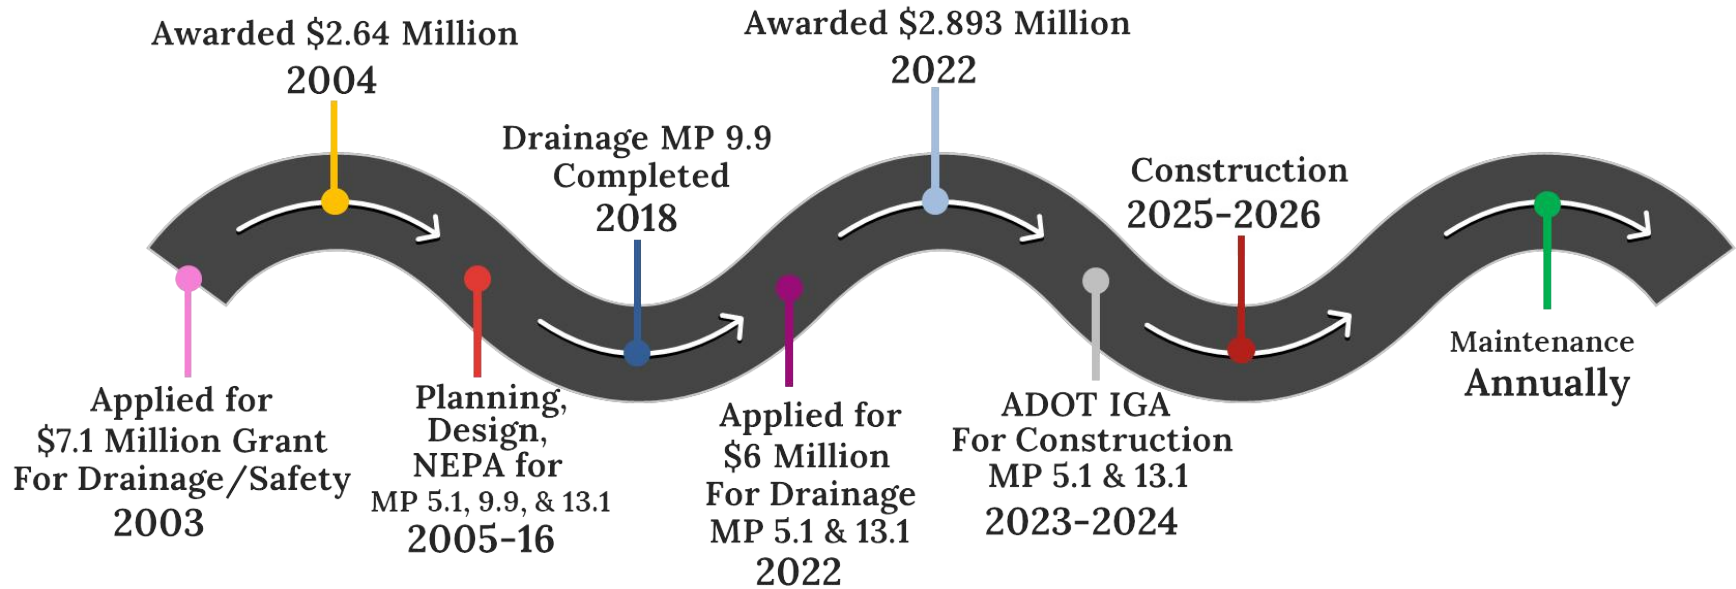 Awarded $2.64 Million
2004
Awarded $2.893 Million
2022
Drainage MP 9.9
Completed
2018
Construction
2025-2026
Applied for
$7.1 Million Grant
For Drainage/Safety
2003
Planning,
Design,
NEPA for
MP 5.1, 9.9, & 13.1
2005-16
Applied for
$6 Million
For Drainage
MP 5.1 & 13.1
2022
ADOT IGA
For Construction
MP 5.1 & 13.1
2023-2024
Maintenance
Annually